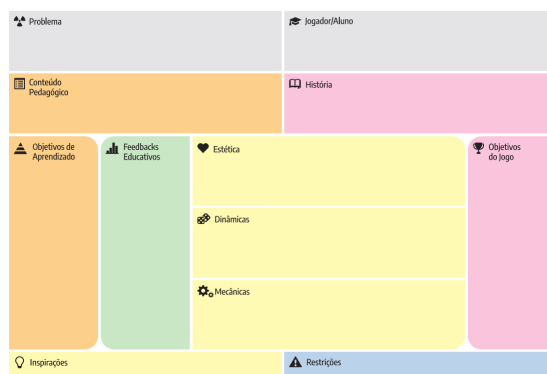 Problema
Jogador/Aluno
Conteúdo
Pedagógico
História
Objetivos de
Aprendizado
Feedbacks
Educativos
Estética
Dinâmicas
Mecânicas
Objetivos
do Jogo
Inspirações
Restrições